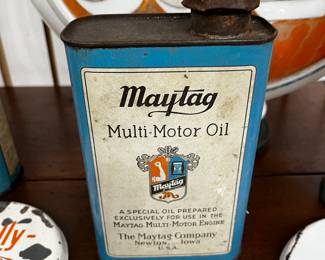 Maytag
Multi-Motor Oil
Maytag
A SPECIAL OIL PREPARED
EXCLUSIVELY FOR USE IN THE
MAYTAG MULTI-MOTOR ENGINE
The Maytag Company
Newton, Iowa
U.S.A.
lly-